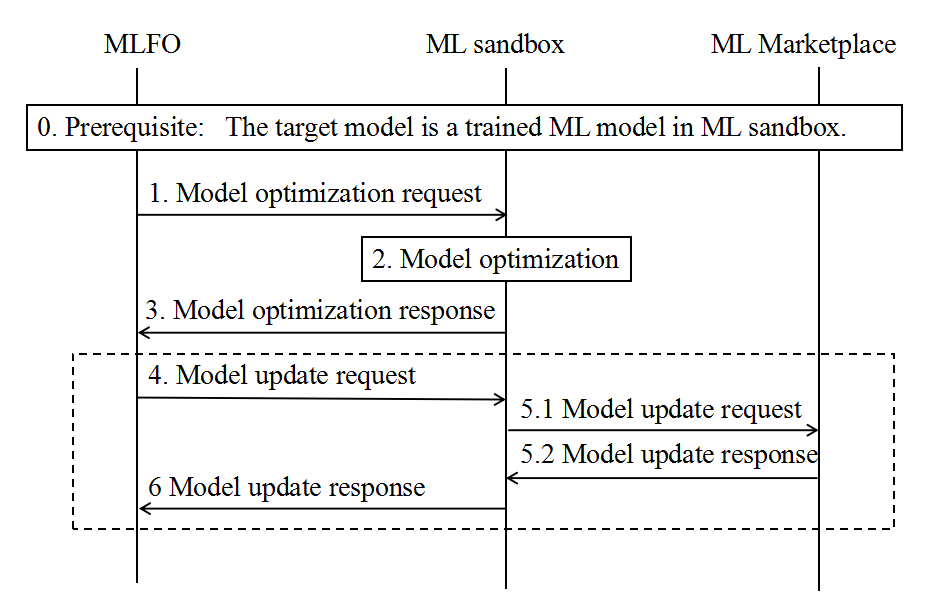 MLFO
ML sandbox
ML Marketplace
0. Prerequisite: The target model is a trained ML model in ML sandbox.
1. Model optimization request
2. Model optimization
3. Model optimization response
4. Model update request
5.1 Model update request
5.2 Model update response
6 Model update response